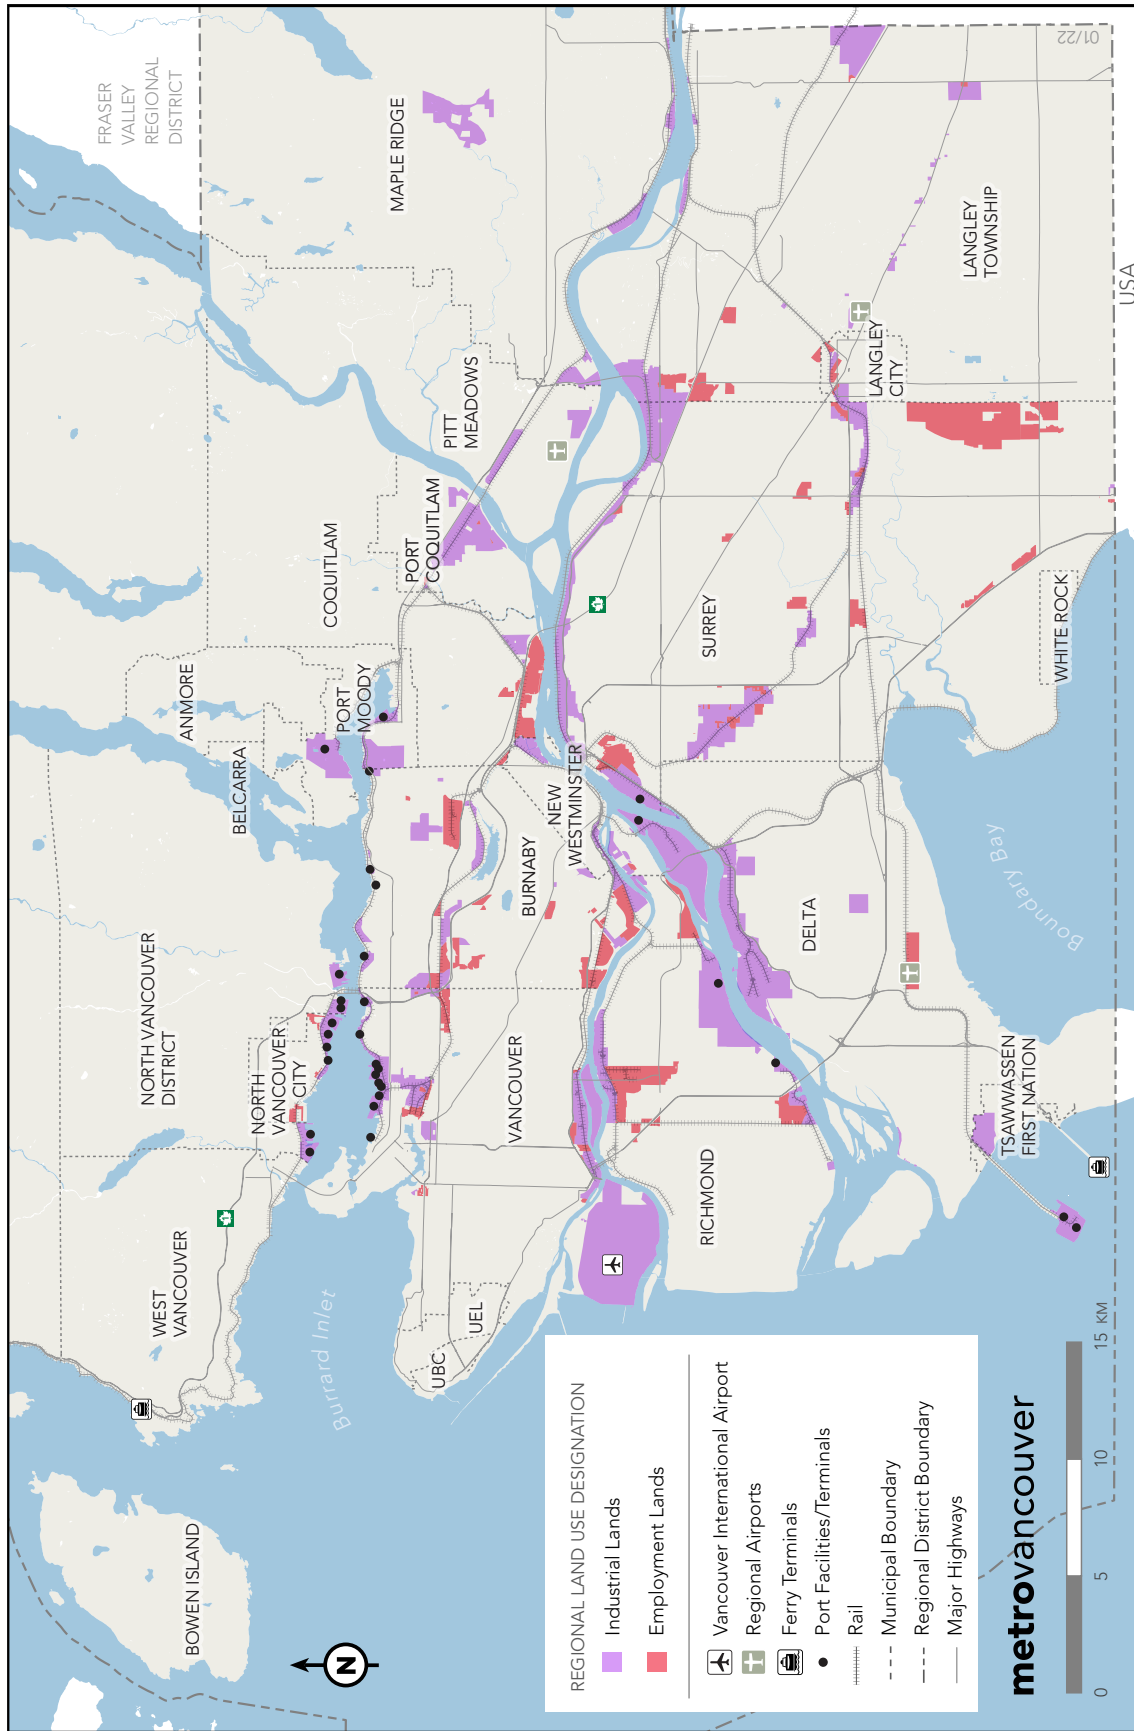 FRASER
VALLEY
REGIONAL
DISTRICT
01/22
MAPLE RIDGE
LANGLEY
TOWNSHIP
USA
PITT
MEADOWS
LANGLEY
CITY
COQUITLAM
PORT
COQUITLAM
SURREY
WHITE ROCK
ANMORE
BELCARRA
PORT
MOODY
NEW
WESTMINSTER
BURNABY
DELTA
Boundary Bay
NORTH VANCOUVER
DISTRICT
NORTH
VANCOUVER
CITY
VANCOUVER
RICHMOND
TSAWWASSEN
FIRST NATION
WEST
VANCOUVER
1
1
Burrard Inlet
UBC
UEL
BOWEN ISLAND
N
REGIONAL LAND USE DESIGNATION
Industrial Lands
Employment Lands
Vancouver International Airport
Regional Airports
Ferry Terminals
Port Facilities/Terminals
Rail
Municipal Boundary
Regional District Boundary
Major Highways
metrovancouver
0 5 10 15 KM